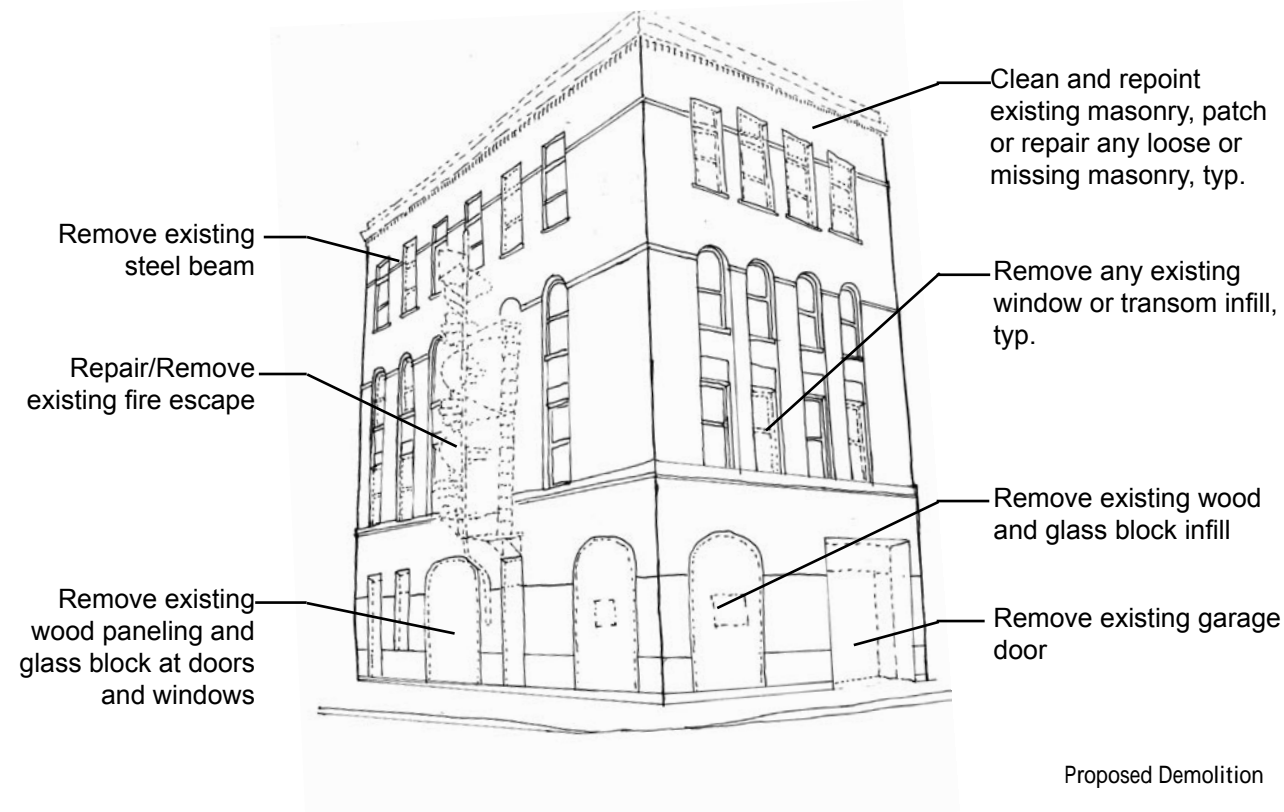 Clean and repoint
existing masonry, patch
or repair any loose or
missing masonry, typ.
Remove existing
steel beam
Remove any existing
window or transom infill,
typ.
Repair/Remove
existing fire escape
Remove existing wood
and glass block infill
Remove existing
wood paneling and
glass block at doors
and windows
Remove existing garage
door
Proposed Demolition